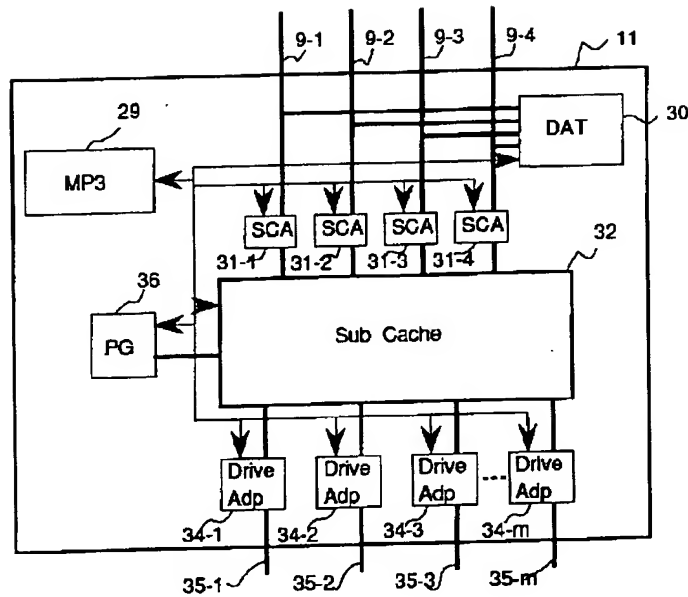 9-1 9-2 9-3 9-4 11
29 30
MP3 DAT
SCA SCA SCA SCA
31-1 31-2 31-3 31-4 32
36
PG Sub Cache
Drive Adp Drive Adp Drive Adp Drive Adp
34-1 34-2 34-3 34-m
35-1 35-2 35-3 35-m